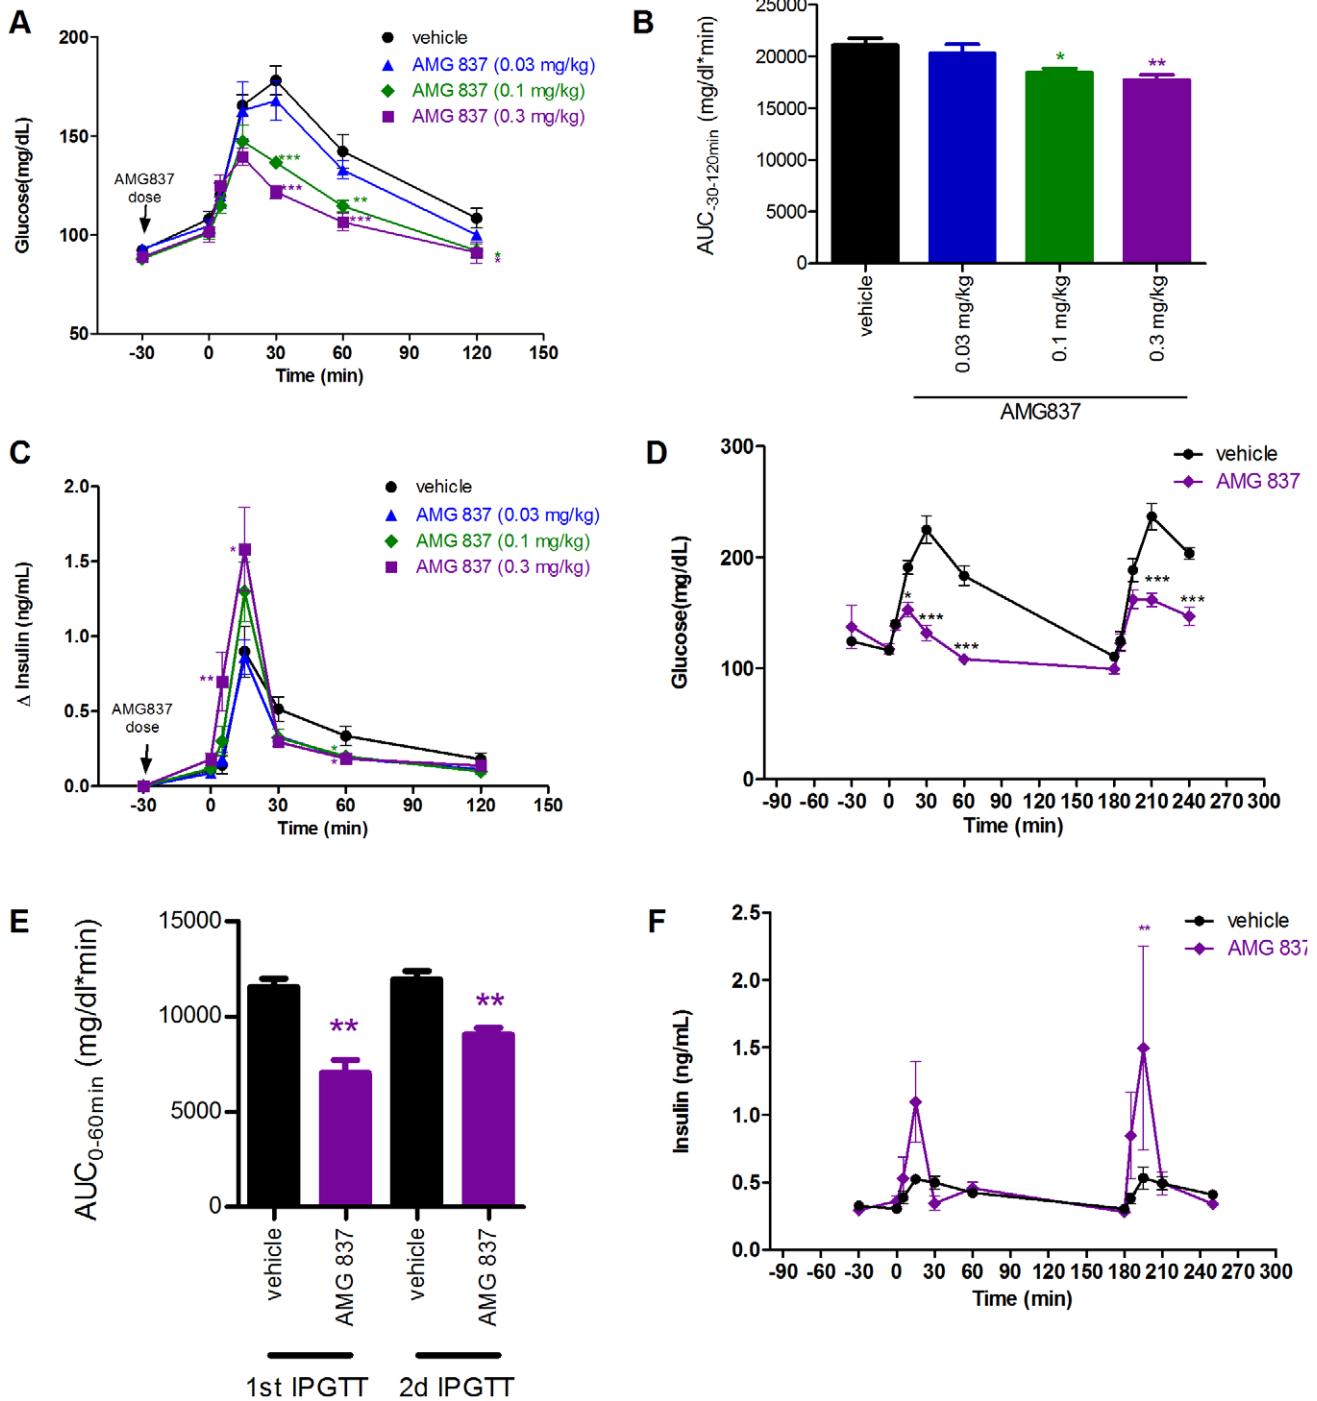 A
200
150
100
50
Glucose(mg/dL)
-30 0 30 60 90 120 150
Time (min)
AMG837
dose
vehicle
AMG 837 (0.03 mg/kg)
AMG 837 (0.1 mg/kg)
AMG 837 (0.3 mg/kg)
***
***
**
***
*
*
B
25000
20000
15000
10000
5000
0
AUC-30-120min (mg/dl*min)
*
**
vehicle
0.03 mg/kg
0.1 mg/kg
0.3 mg/kg
AMG837
C
2.0
1.5
1.0
0.5
0.0
Δ Insulin (ng/mL)
-30 0 30 60 90 120 150
Time (min)
AMG837
dose
vehicle
AMG 837 (0.03 mg/kg)
AMG 837 (0.1 mg/kg)
AMG 837 (0.3 mg/kg)
*
**
*
*
D
300
200
100
0
Glucose(mg/dL)
-90 -60 -30 0 30 60 90 120 150 180 210 240 270 300
Time (min)
vehicle
AMG 837
*
***
***
***
***
E
15000
10000
5000
0
AUC0-60min (mg/dl*min)
**
**
vehicle
AMG 837
vehicle
AMG 837
1st IPGTT 2d IPGTT
F
2.5
2.0
1.5
1.0
0.5
0.0
Insulin (ng/mL)
-90 -60 -30 0 30 60 90 120 150 180 210 240 270 300
Time (min)
vehicle
AMG 837
**